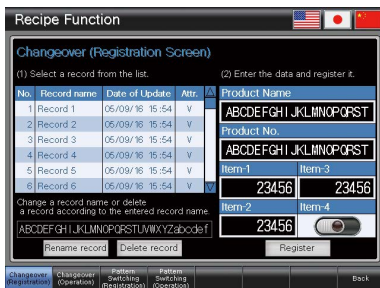 Recipe Function
Changeover (Registration Screen)
(1) Select a record from the list.
No. Record name Date of Update Attr.
1 Record 1 05/09/16 15:54 V
2 Record 2 05/09/16 15:54 V
3 Record 3 05/09/16 15:54 V
4 Record 4 05/09/16 15:54 V
5 Record 5 05/09/16 15:54 V
6 Record 6 05/09/16 15:54 V
Change a record name or delete
a record according to the entered record name.
ABCDEFGHIJKLMNOPQRSTUVWXYZabcdef
Rename record Delete record
(2) Enter the data and register it.
Product Name
ABCDEFGHIJKLMNOPQRST
Product No.
ABCDEFGHIJKLMNOPQRST
Item-1 Item-3
23456 23456
Item-2 Item-4
23456
Register
Changeover (Registration)
Changeover (Operation)
Pattern Switching (Registration)
Pattern Switching (Operation)
Back